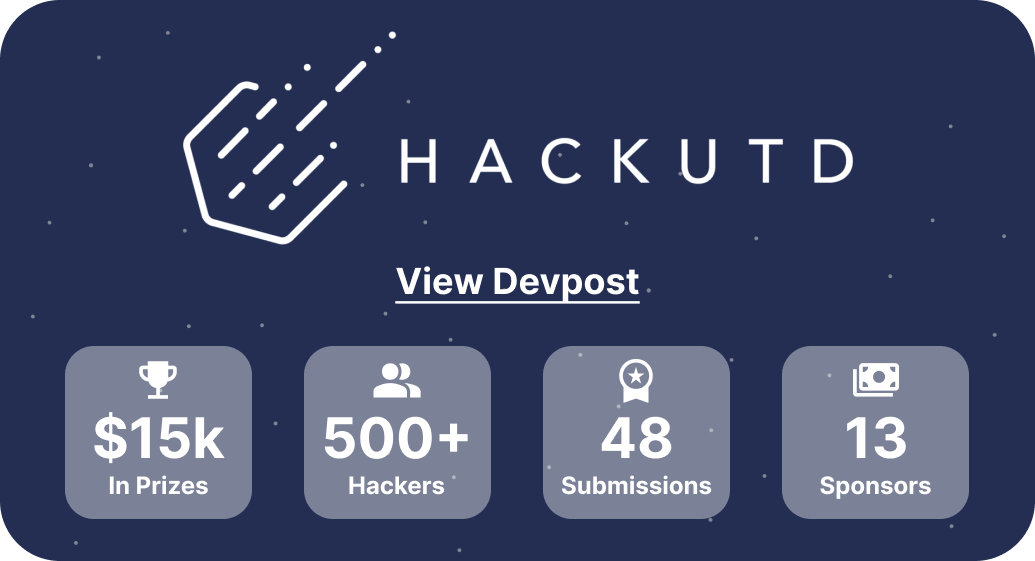 HACKUTD
View Devpost
$15k
In Prizes
500+
Hackers
48
Submissions
13
Sponsors